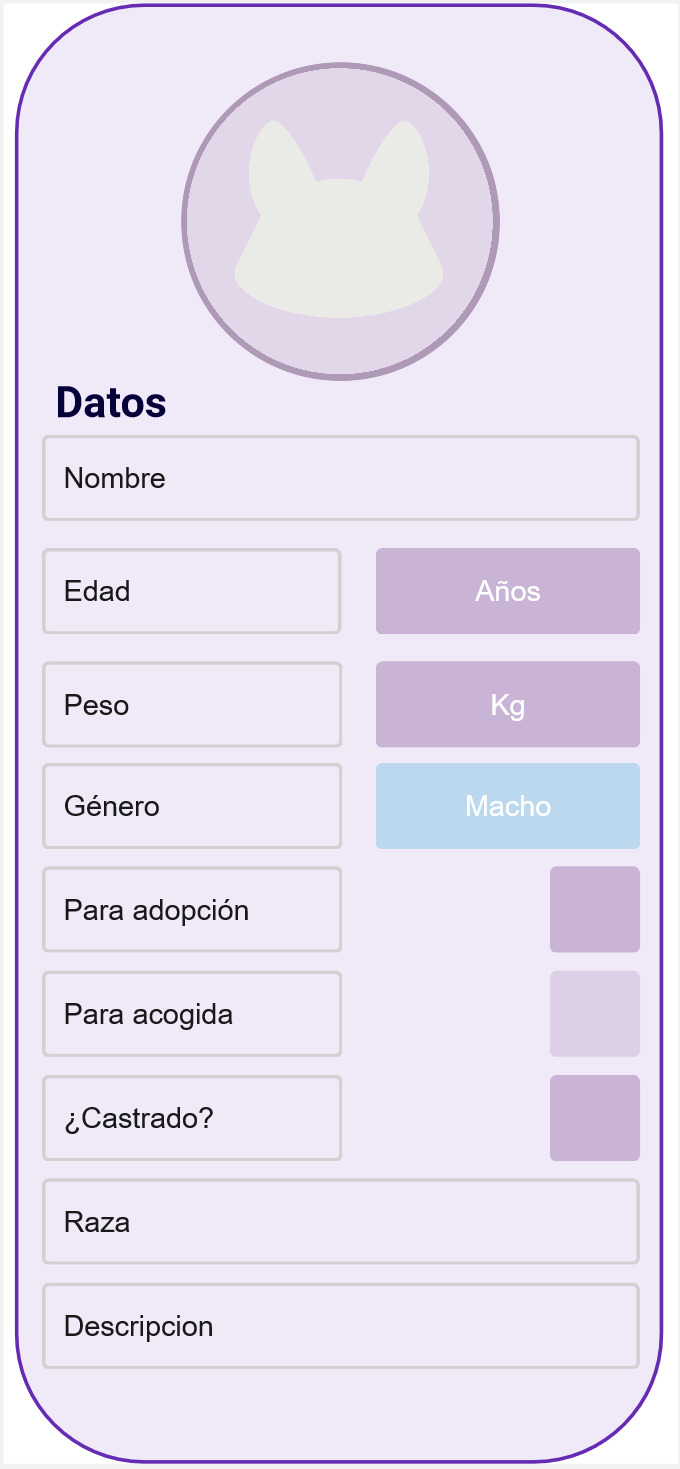 Datos
Nombre
Edad
Años
Peso
Kg
Género
Macho
Para adopción
Para acogida
¿Castrado?
Raza
Descripcion